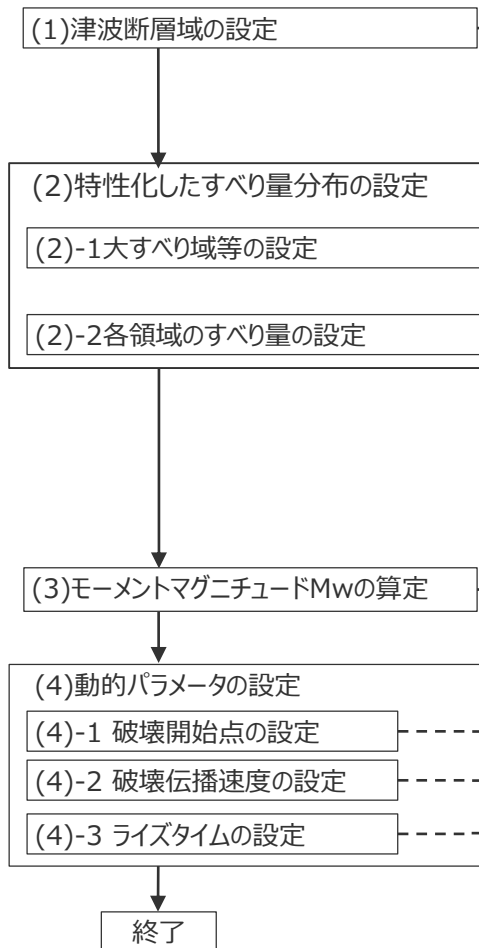 (1)津波断層域の設定
(2)特性化したすべり量分布の設定
(2)-1大すべり域等の設定
(2)-2各領域のすべり量の設定
(3)モーメントマグニチュードMwの算定
(4)動的パラメータの設定
(4)-1 破壊開始点の設定
(4)-2 破壊伝播速度の設定
(4)-3 ライズタイムの設定
終了